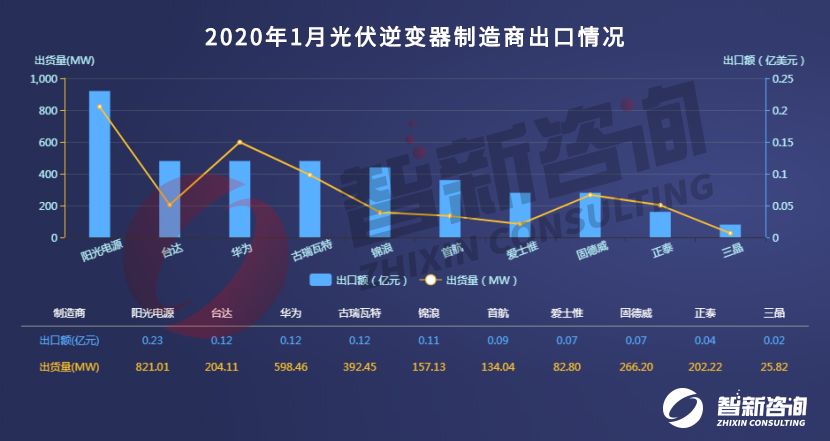 2020年1月光伏逆变器制造商出口情况
出货量(MW) 出口额（亿美元）
1,000 0.25
800 0.2
600 0.15
400 0.1
200 0.05
0 0
阳光电源 台达 华为 古瑞瓦特 锦浪 首航 爱士惟 固德威 正泰 三晶
智新咨询
ZHIXIN CONSULTING
出口额（亿元） 出货量（MW）
制造商 阳光电源 台达 华为 古瑞瓦特 锦浪 首航 爱士惟 固德威 正泰 三晶
出口额(亿元) 0.23 0.12 0.12 0.12 0.11 0.09 0.07 0.07 0.04 0.02
出货量(MW) 821.01 204.11 598.46 392.45 157.13 134.04 82.80 266.20 202.22 25.82
智新咨询
ZHIXIN CONSULTING